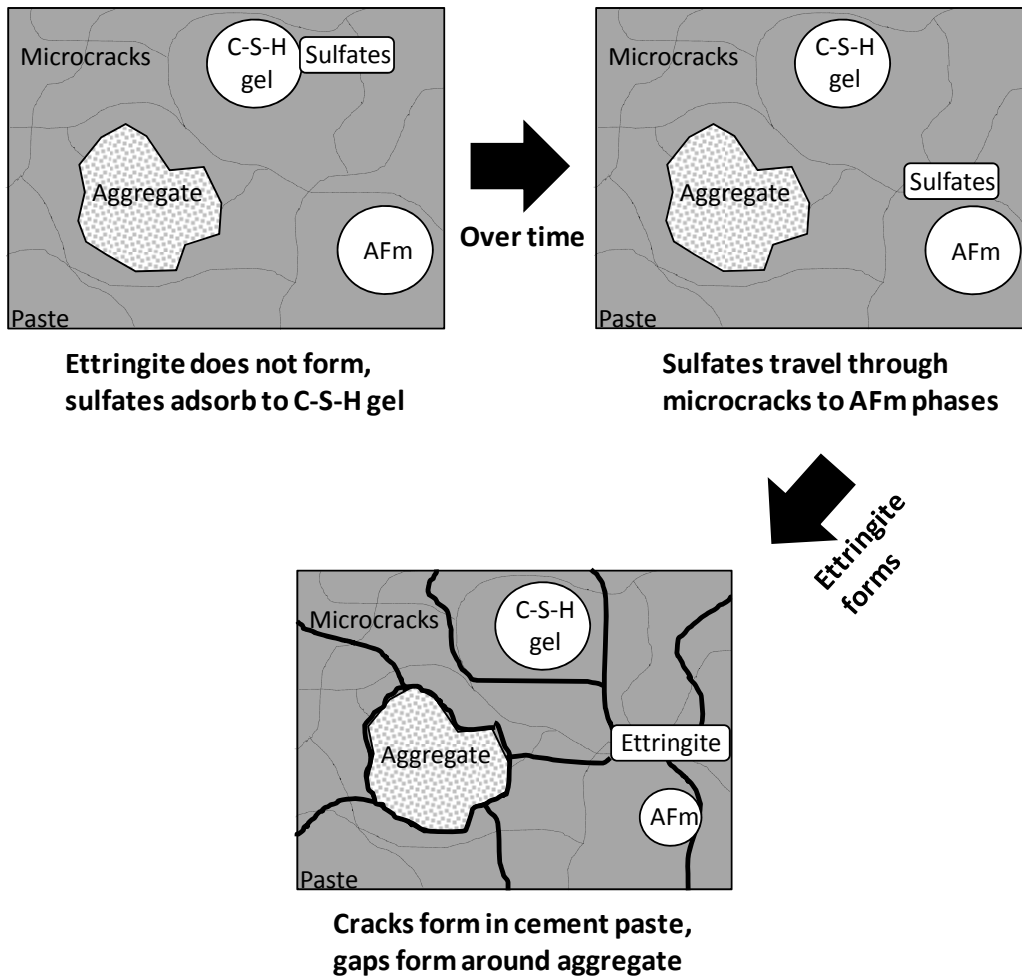 Microcracks
C-S-H
gel
Sulfates
Aggregate
AFm
Paste
Ettringite does not form,
sulfates adsorb to C-S-H gel
Over time
Microcracks
C-S-H
gel
Aggregate
Sulfates
AFm
Paste
Sulfates travel through
microcracks to AFm phases
Ettringite
forms
Microcracks
C-S-H
gel
Aggregate
Ettringite
AFm
Paste
Cracks form in cement paste,
gaps form around aggregate